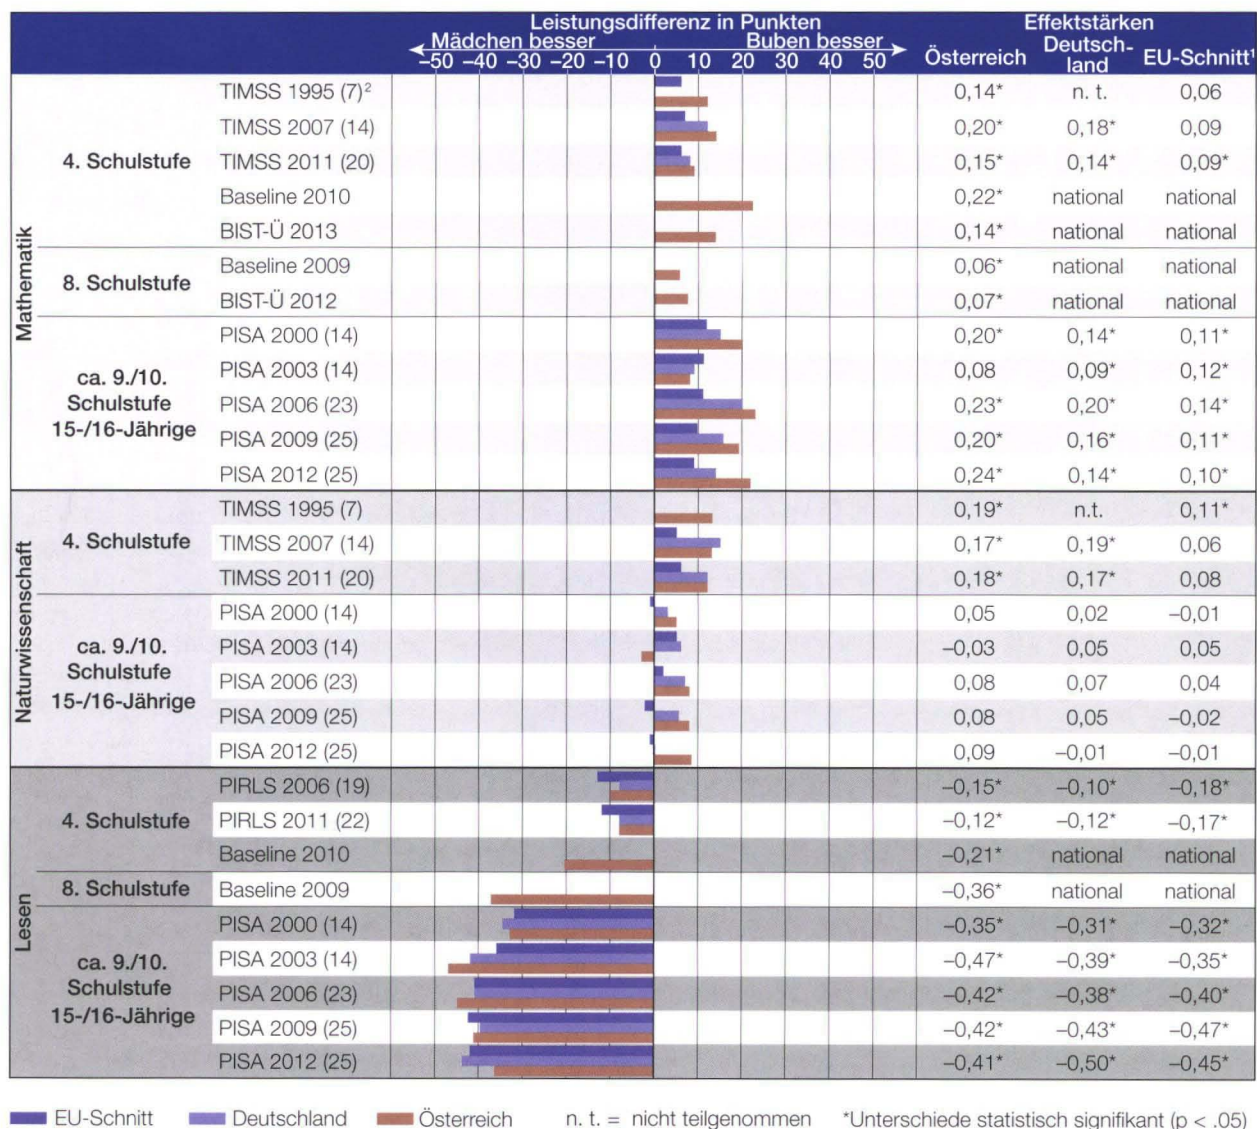 Leistungsdifferenz in Punkten Effektstärken
Mädchen besser Buben besser Österreich Deutsch-land EU-Schnitt¹
–50 –40 –30 –20 –10 0 10 20 30 40 50
Mathematik
4. Schulstufe
TIMSS 1995 (7)² 0,14* n. t. 0,06
TIMSS 2007 (14) 0,20* 0,18* 0,09
TIMSS 2011 (20) 0,15* 0,14* 0,09*
Baseline 2010 0,22* national national
BIST-Ü 2013 0,14* national national
8. Schulstufe
Baseline 2009 0,06* national national
BIST-Ü 2012 0,07* national national
ca. 9./10.
Schulstufe
15-/16-Jährige
PISA 2000 (14) 0,20* 0,14* 0,11*
PISA 2003 (14) 0,08 0,09* 0,12*
PISA 2006 (23) 0,23* 0,20* 0,14*
PISA 2009 (25) 0,20* 0,16* 0,11*
PISA 2012 (25) 0,24* 0,14* 0,10*
Naturwissenschaft
4. Schulstufe
TIMSS 1995 (7) 0,19* n.t. 0,11*
TIMSS 2007 (14) 0,17* 0,19* 0,06
TIMSS 2011 (20) 0,18* 0,17* 0,08
ca. 9./10.
Schulstufe
15-/16-Jährige
PISA 2000 (14) 0,05 0,02 –0,01
PISA 2003 (14) –0,03 0,05 0,05
PISA 2006 (23) 0,08 0,07 0,04
PISA 2009 (25) 0,08 0,05 –0,02
PISA 2012 (25) 0,09 –0,01 –0,01
Lesen
4. Schulstufe
PIRLS 2006 (19) –0,15* –0,10* –0,18*
PIRLS 2011 (22) –0,12* –0,12* –0,17*
Baseline 2010 –0,21* national national
8. Schulstufe
Baseline 2009 –0,36* national national
ca. 9./10.
Schulstufe
15-/16-Jährige
PISA 2000 (14) –0,35* –0,31* –0,32*
PISA 2003 (14) –0,47* –0,39* –0,35*
PISA 2006 (23) –0,42* –0,38* –0,40*
PISA 2009 (25) –0,42* –0,43* –0,47*
PISA 2012 (25) –0,41* –0,50* –0,45*
EU-Schnitt Deutschland Österreich n. t. = nicht teilgenommen *Unterschiede statistisch signifikant (p < .05)